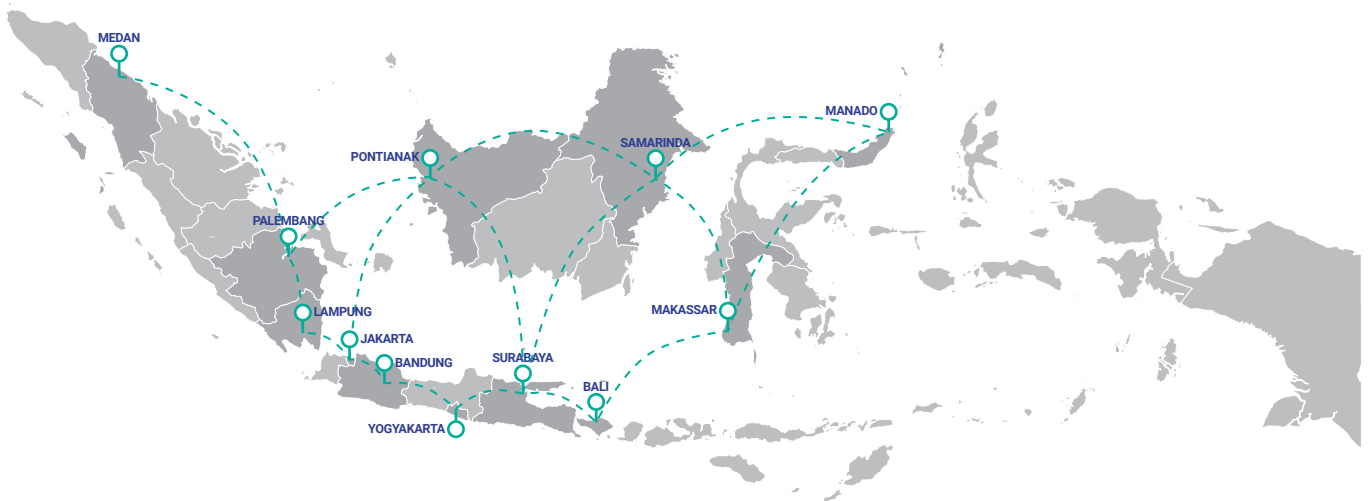 MEDAN
MANADO
SAMARINDA
PONTIANAK
PALEMBANG
MAKASSAR
LAMPUNG
JAKARTA
SURABAYA
BANDUNG
BALI
YOGYAKARTA